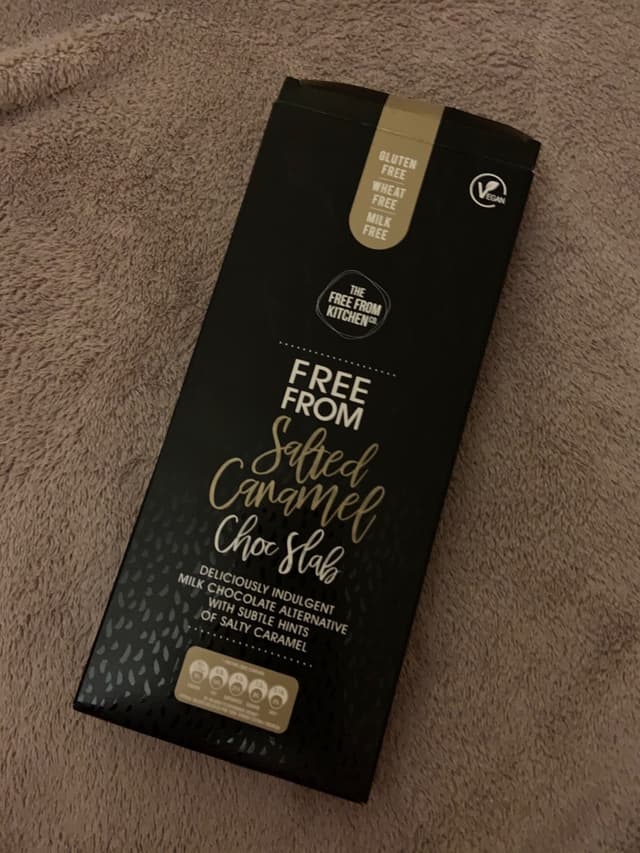 GLUTEN
FREE
WHEAT
FREE
MILK
FREE
VEGAN
THE
FREE FROM
KITCHEN CO.
FREE
FROM
Salted
Caramel
Choc Slab
DELICIOUSLY INDULGENT
MILK CHOCOLATE ALTERNATIVE
WITH SUBTLE HINTS
OF SALTY CARAMEL